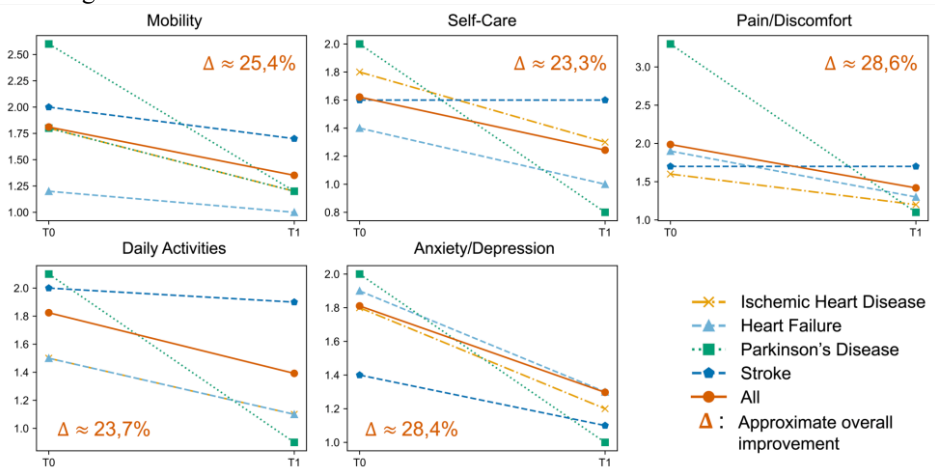 Mobility
2.50
2.25
2.00
1.75
1.50
1.25
1.00
Δ ≈ 25,4%
T0 T1
Self-Care
2.0
1.8
1.6
1.4
1.2
1.0
0.8
Δ ≈ 23,3%
T0 T1
Pain/Discomfort
3.0
2.5
2.0
1.5
1.0
Δ ≈ 28,6%
T0 T1
Daily Activities
2.0
1.8
1.6
1.4
1.2
1.0
Δ ≈ 23,7%
T0 T1
Anxiety/Depression
2.0
1.8
1.6
1.4
1.2
1.0
Δ ≈ 28,4%
T0 T1
Ischemic Heart Disease
Heart Failure
Parkinson's Disease
Stroke
All
Δ : Approximate overall
improvement